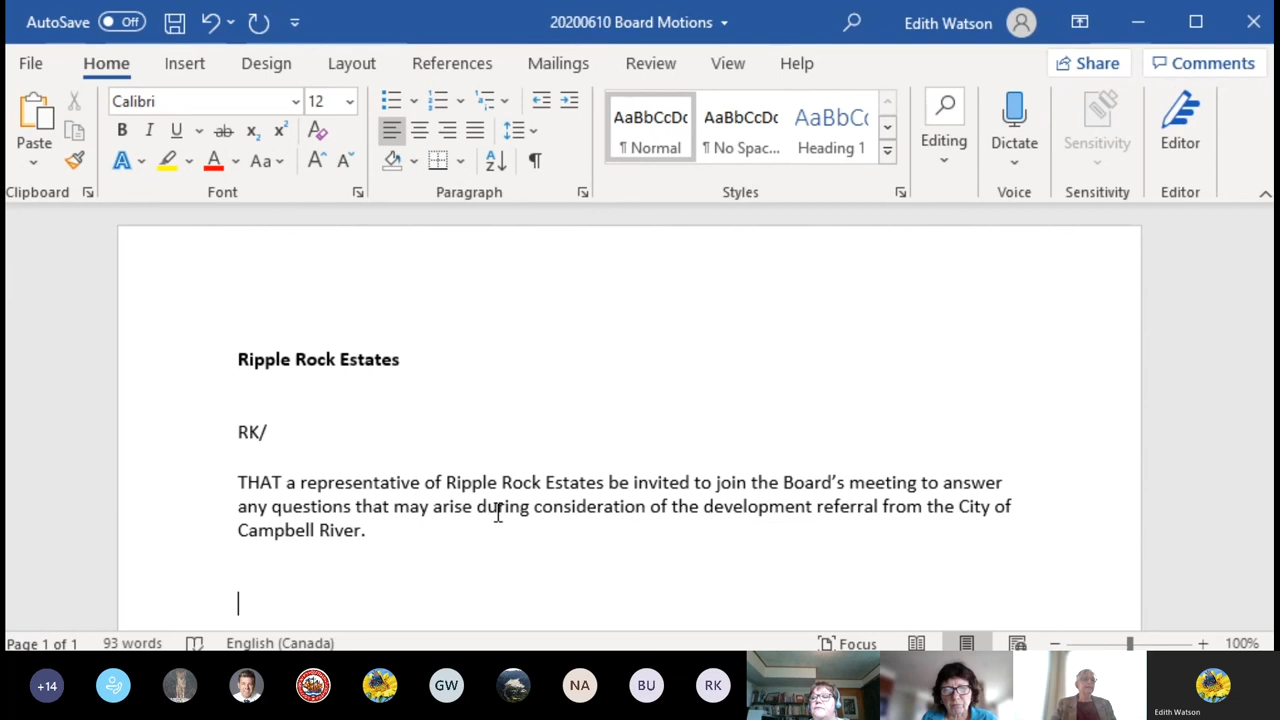 AutoSave Off 20200610 Board Motions Edith Watson
File Home Insert Design Layout References Mailings Review View Help Share Comments
Calibri 12 AaBbCcDc AaBbCcDc AaBbC
Paste B I U ab x₂ x² A ¶ Normal ¶ No Spac... Heading 1 Editing Dictate Sensitivity Editor
A A Aa A A A Z ¶
Clipboard Font Paragraph Styles Voice Sensitivity Editor
Ripple Rock Estates
RK/
THAT a representative of Ripple Rock Estates be invited to join the Board’s meeting to answer
any questions that may arise during consideration of the development referral from the City of
Campbell River.
Page 1 of 1 93 words English (Canada) Focus 100%
+14 GW NA BU RK
Edith Watson